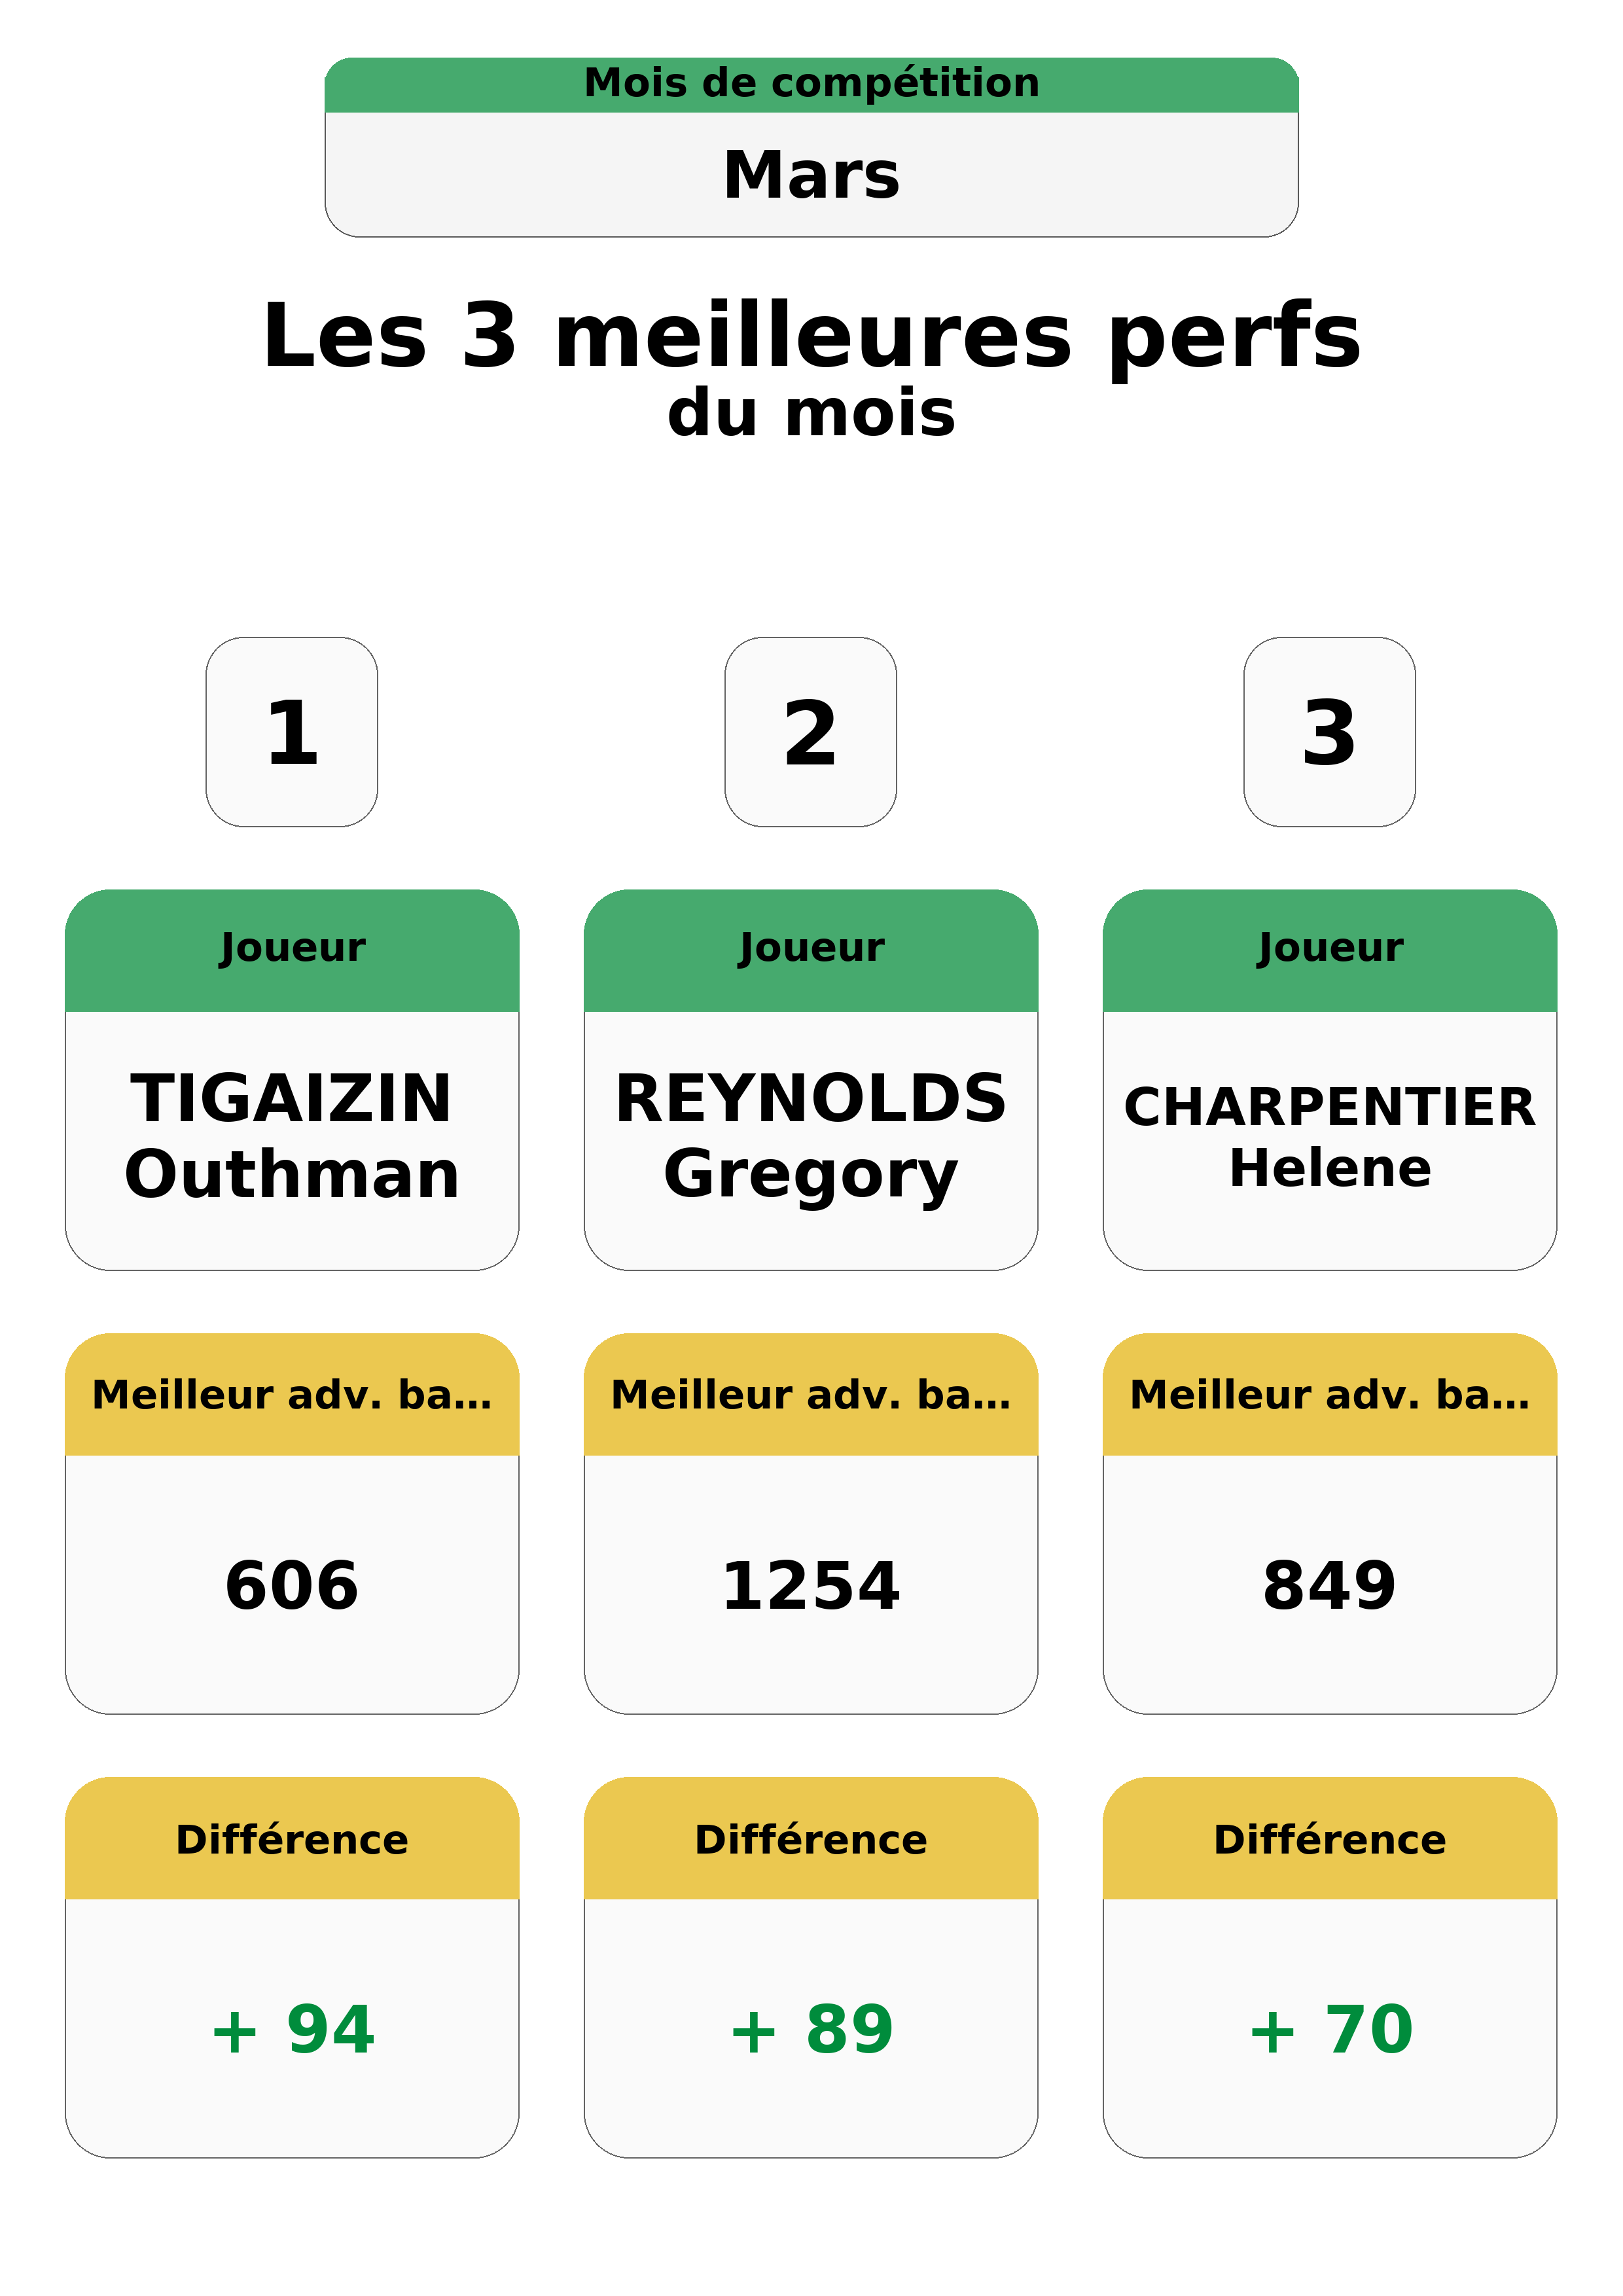 Mois de compétition
Mars
Les 3 meilleures perfs
du mois
1
2
3
Joueur
Joueur
Joueur
TIGAIZIN
Outhman
REYNOLDS
Gregory
CHARPENTIER
Helene
Meilleur adv. ba...
Meilleur adv. ba...
Meilleur adv. ba...
606
1254
849
Différence
Différence
Différence
+ 94
+ 89
+ 70